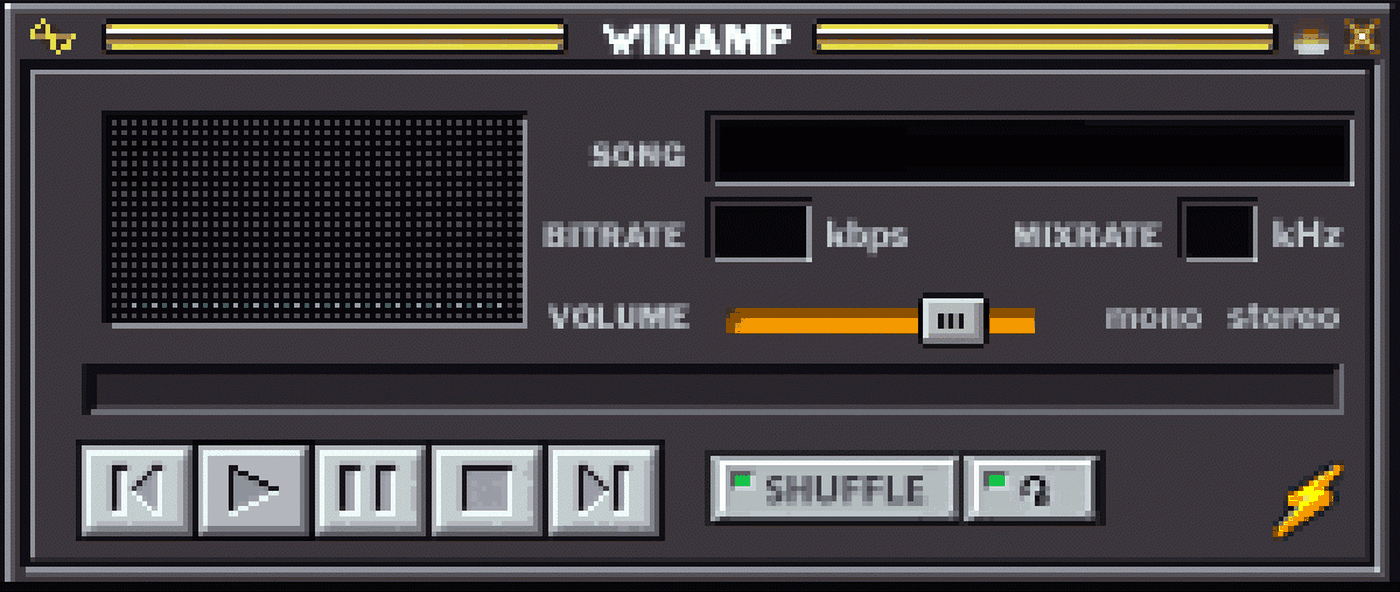 WINAMP
SONG
BITRATE kbps MIXRATE kHz
VOLUME mono stereo
SHUFFLE